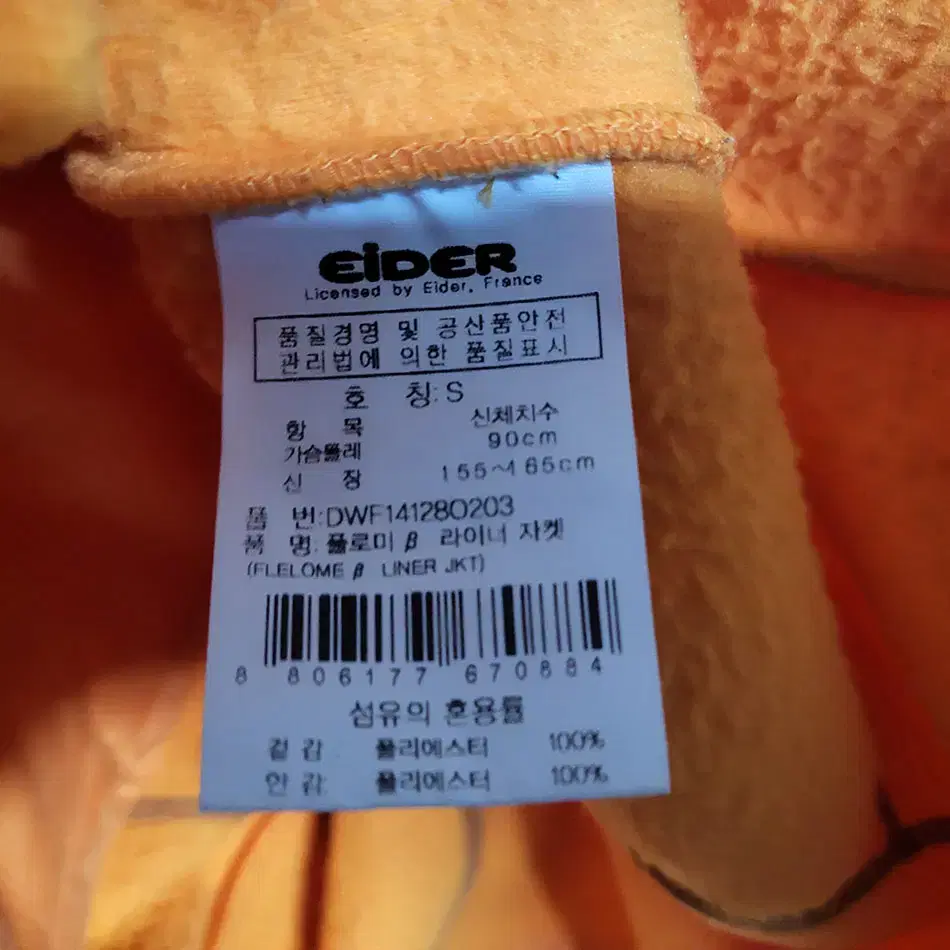 EiDER
Licensed by Eider, France
품질경영 및 공산품안전
관리법에 의한 품질표시
호 칭: S
항 목 신체치수
가슴둘레 90cm
신 장 155~165cm
품 번: DWF14128O203
품 명: 플로미 β 라이너 자켓
(FLELOME β LINER JKT)
8 806177 670884
섬유의 혼용률
겉 감 폴리에스터 100%
안 감 폴리에스터 100%